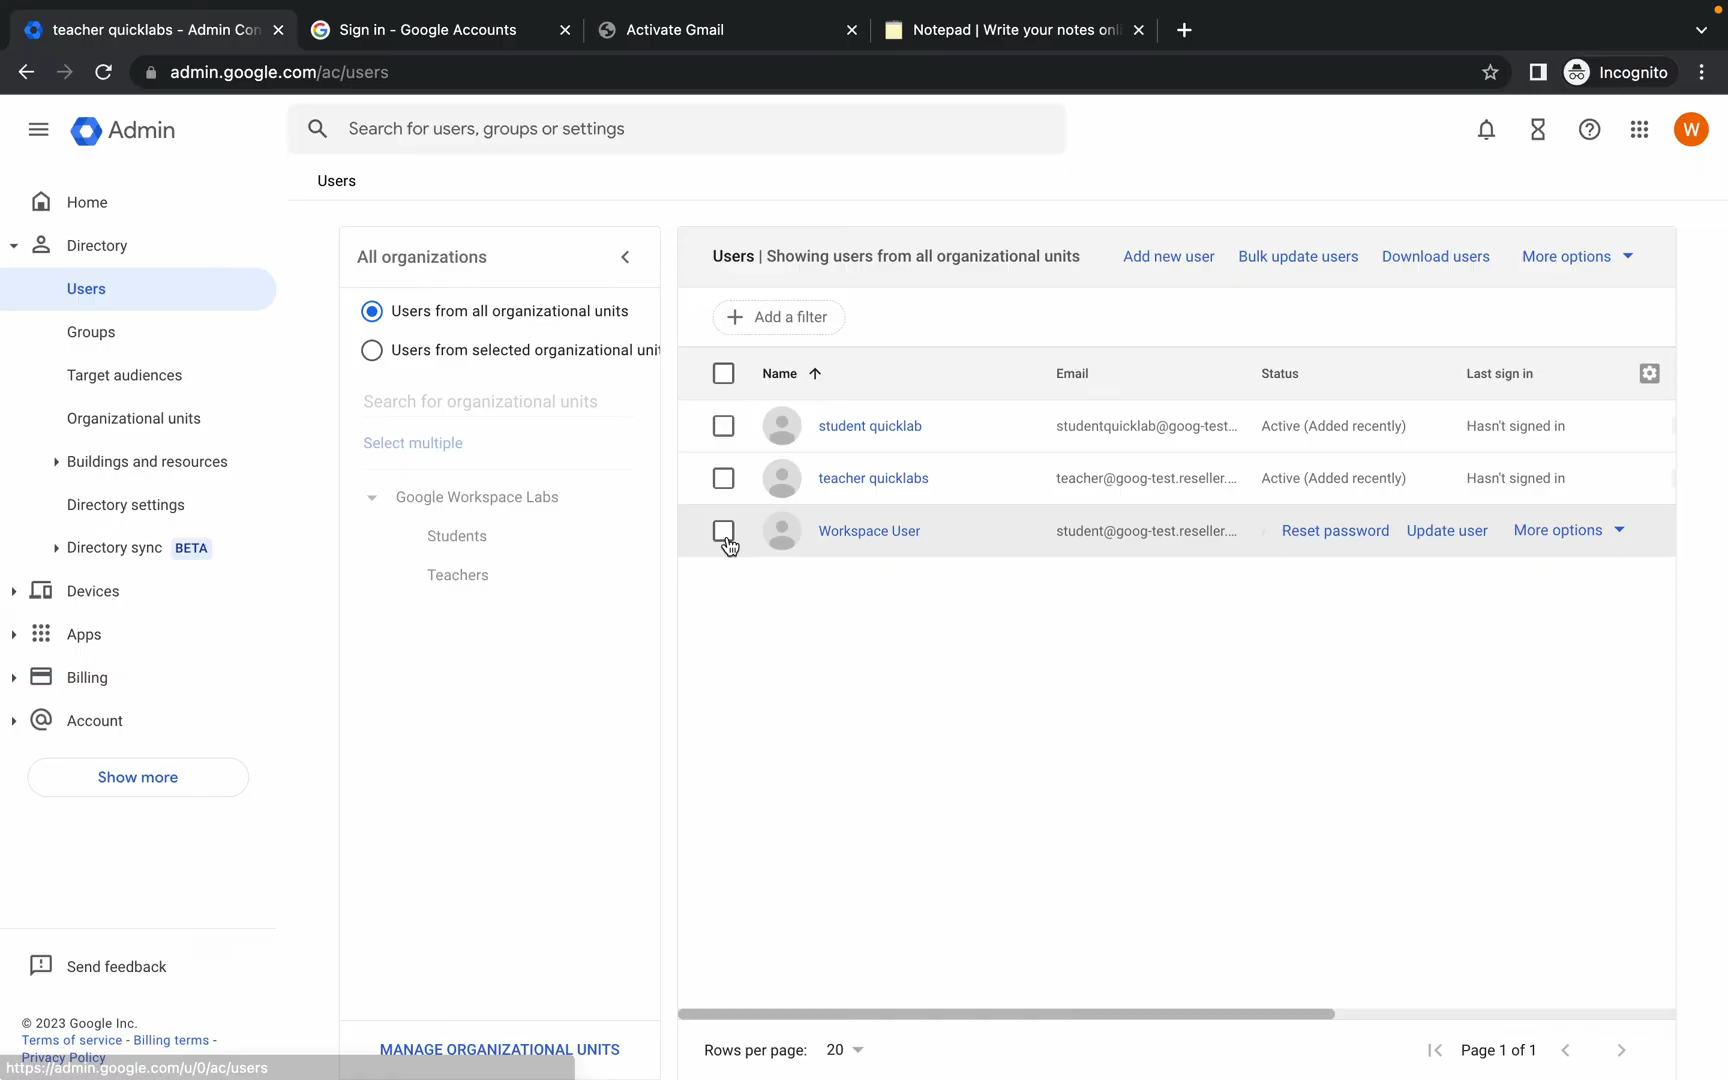 teacher quicklabs - Admin Con
Sign in - Google Accounts
Activate Gmail
Notepad | Write your notes onli
admin.google.com/ac/users
Incognito
Admin
Search for users, groups or settings
W
Users
Home
Directory
Users
Groups
Target audiences
Organizational units
Buildings and resources
Directory settings
Directory sync BETA
Devices
Apps
Billing
Account
Show more
Send feedback
© 2023 Google Inc.
Terms of service - Billing terms -
Privacy Policy
https://admin.google.com/u/0/ac/users
All organizations
Users from all organizational units
Users from selected organizational unit
Search for organizational units
Select multiple
Google Workspace Labs
Students
Teachers
MANAGE ORGANIZATIONAL UNITS
Users | Showing users from all organizational units
Add new user
Bulk update users
Download users
More options
Add a filter
Name
Email
Status
Last sign in
student quicklab studentquicklab@goog-test... Active (Added recently) Hasn't signed in
teacher quicklabs teacher@goog-test.reseller.... Active (Added recently) Hasn't signed in
Workspace User student@goog-test.reseller.... Reset password Update user More options
Rows per page: 20
Page 1 of 1